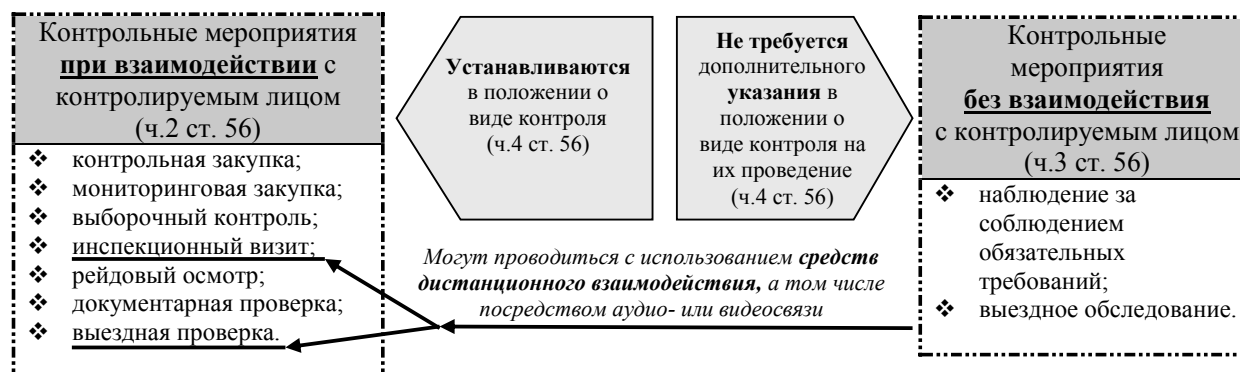 Контрольные мероприятия
при взаимодействии с
контролируемым лицом
(ч.2 ст. 56)
❖ контрольная закупка;
❖ мониторинговая закупка;
❖ выборочный контроль;
❖ инспекционный визит;
❖ рейдовый осмотр;
❖ документарная проверка;
❖ выездная проверка.
Устанавливаются
в положении о
виде контроля
(ч.4 ст. 56)
Не требуется
дополнительного
указания в
положении о
виде контроля на
их проведение
(ч.4 ст. 56)
Могут проводиться с использованием средств
дистанционного взаимодействия, а том числе
посредством аудио- или видеосвязи
Контрольные
мероприятия
без взаимодействия
с контролируемым лицом
(ч.3 ст. 56)
❖ наблюдение за
соблюдением
обязательных
требований;
❖ выездное обследование.